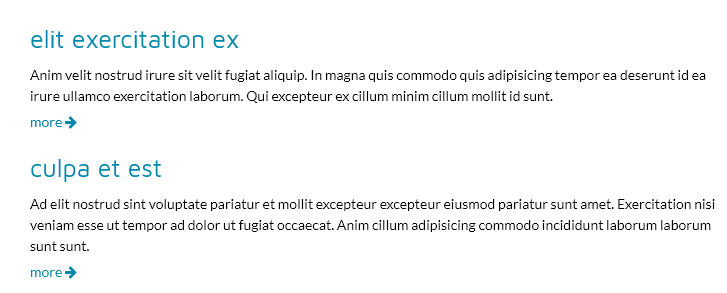 elit exercitation ex
Anim velit nostrud irure sit velit fugiat aliquip. In magna quis commodo quis adipisicing tempor ea deserunt id ea
irure ullamco exercitation laborum. Qui excepteur ex cillum minim cillum mollit id sunt.
more
culpa et est
Ad elit nostrud sint voluptate pariatur et mollit excepteur excepteur eiusmod pariatur sunt amet. Exercitation nisi
veniam esse ut tempor ad dolor ut fugiat occaecat. Anim cillum adipisicing commodo incididunt laborum laborum
sunt sunt.
more